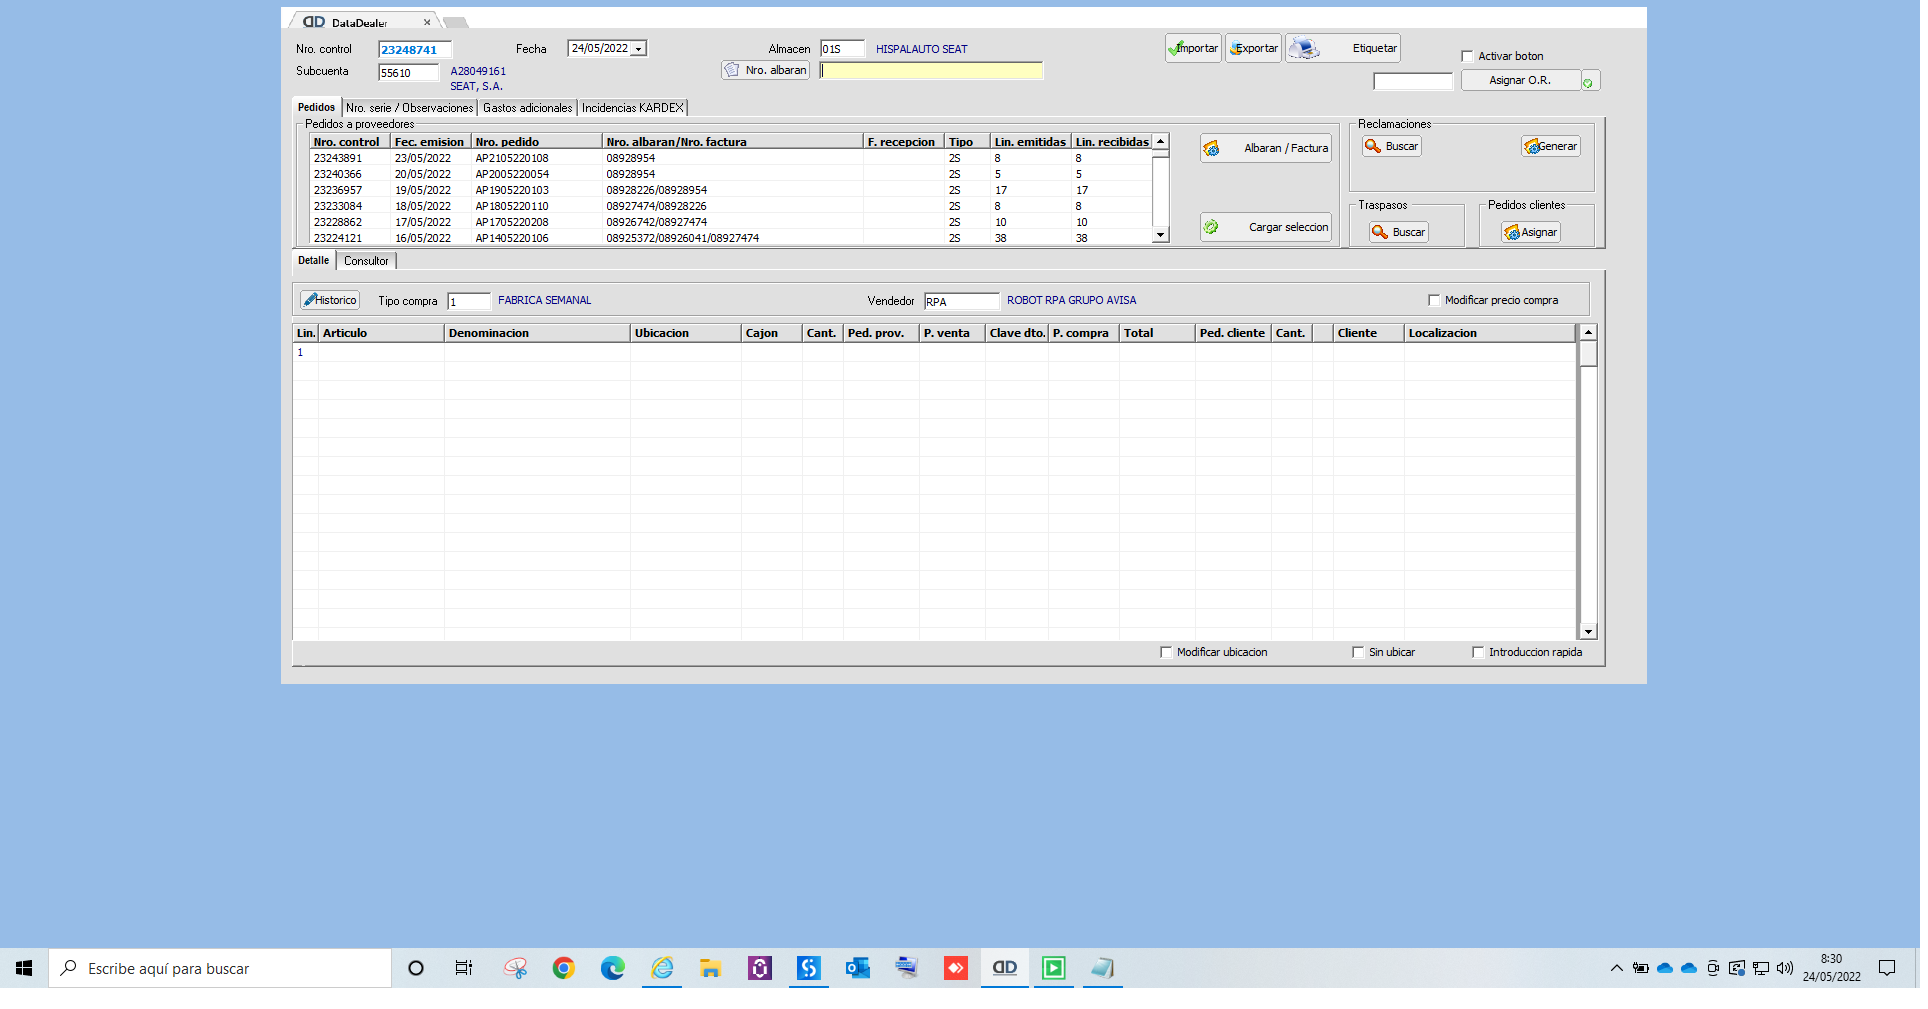 DataDealer
Nro. control 23248741 Fecha 24/05/2022 Almacen 01S HISPALAUTO SEAT Importar Exportar Etiquetar Activar boton
Subcuenta 55610 A28049161 Nro. albaran Asignar O.R.
SEAT, S.A.
Pedidos Nro. serie / Observaciones Gastos adicionales Incidencias KARDEX
Pedidos a proveedores
Nro. control Fec. emision Nro. pedido Nro. albaran/Nro. factura F. recepcion Tipo Lin. emitidas Lin. recibidas
23243891 23/05/2022 AP2105220108 08928954 2S 8 8
23240366 20/05/2022 AP2005220054 08928954 2S 5 5
23236957 19/05/2022 AP1905220103 08928226/08928954 2S 17 17
23233084 18/05/2022 AP1805220110 08927474/08928226 2S 8 8
23228862 17/05/2022 AP1705220208 08926742/08927474 2S 10 10
23224121 16/05/2022 AP1405220106 08925372/08926041/08927474 2S 38 38
Albaran / Factura
Cargar seleccion
Reclamaciones
Buscar Generar
Traspasos
Buscar
Pedidos clientes
Asignar
Detalle Consultor
Historico Tipo compra 1 FABRICA SEMANAL Vendedor RPA ROBOT RPA GRUPO AVISA Modificar precio compra
Lin. Articulo Denominacion Ubicacion Cajon Cant. Ped. prov. P. venta Clave dto. P. compra Total Ped. cliente Cant. Cliente Localizacion
1
Modificar ubicacion Sin ubicar Introduccion rapida
Escribe aquí para buscar
8:30
24/05/2022